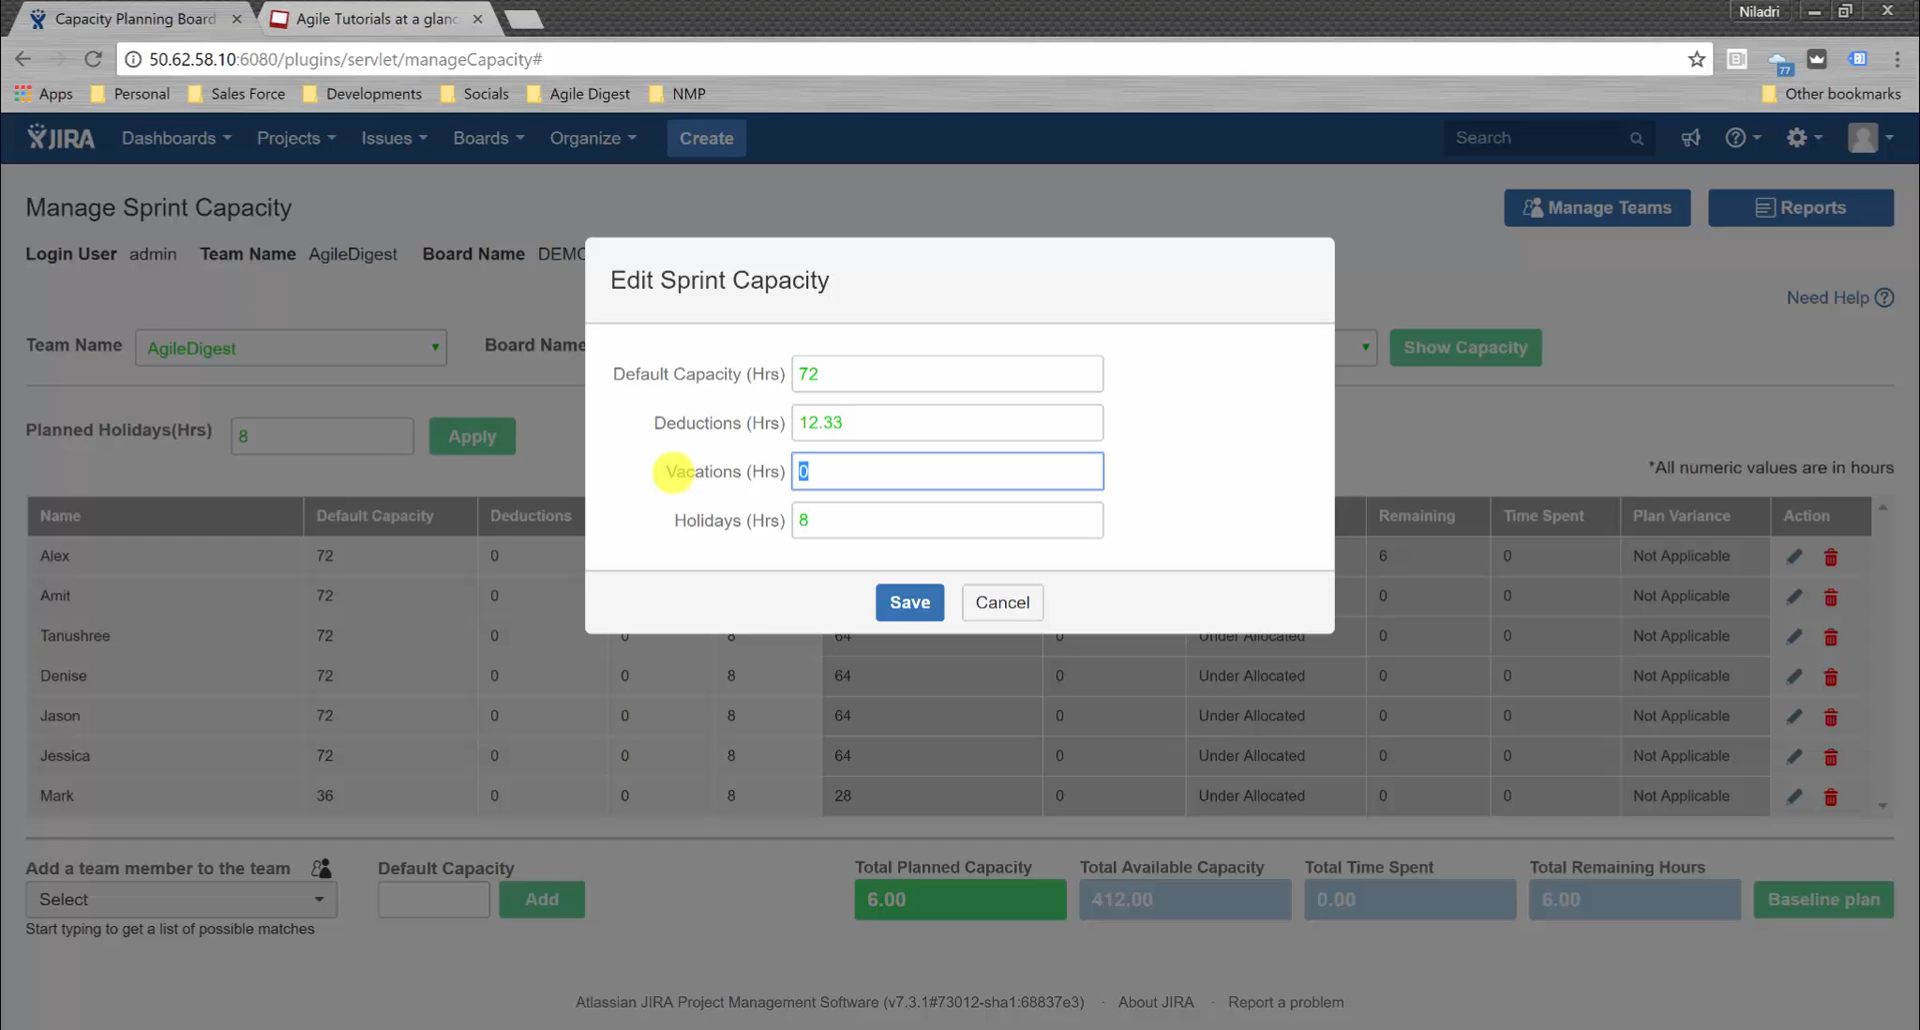 Capacity Planning Board
Agile Tutorials at a glanc
Niladri
50.62.58.10:6080/plugins/servlet/manageCapacity#
77
Apps Personal Sales Force Developments Socials Agile Digest NMP Other bookmarks
JIRA Dashboards Projects Issues Boards Organize Create Search
Manage Sprint Capacity
Manage Teams Reports
Login User admin Team Name AgileDigest Board Name DEMO
Need Help
Team Name AgileDigest Board Name Show Capacity
Planned Holidays(Hrs) 8 Apply
*All numeric values are in hours
Edit Sprint Capacity
Default Capacity (Hrs) 72
Deductions (Hrs) 12.33
Vacations (Hrs) 0
Holidays (Hrs) 8
Save Cancel
Name Default Capacity Deductions Remaining Time Spent Plan Variance Action
Alex 72 0 6 0 Not Applicable
Amit 72 0 0 0 Not Applicable
Tanushree 72 0 0 8 64 0 Under Allocated 0 0 Not Applicable
Denise 72 0 0 8 64 0 Under Allocated 0 0 Not Applicable
Jason 72 0 0 8 64 0 Under Allocated 0 0 Not Applicable
Jessica 72 0 0 8 64 0 Under Allocated 0 0 Not Applicable
Mark 36 0 0 8 28 0 Under Allocated 0 0 Not Applicable
Add a team member to the team Default Capacity Total Planned Capacity Total Available Capacity Total Time Spent Total Remaining Hours
Select Add 6.00 412.00 0.00 6.00 Baseline plan
Start typing to get a list of possible matches
Atlassian JIRA Project Management Software (v7.3.1#73012-sha1:68837e3) · About JIRA · Report a problem